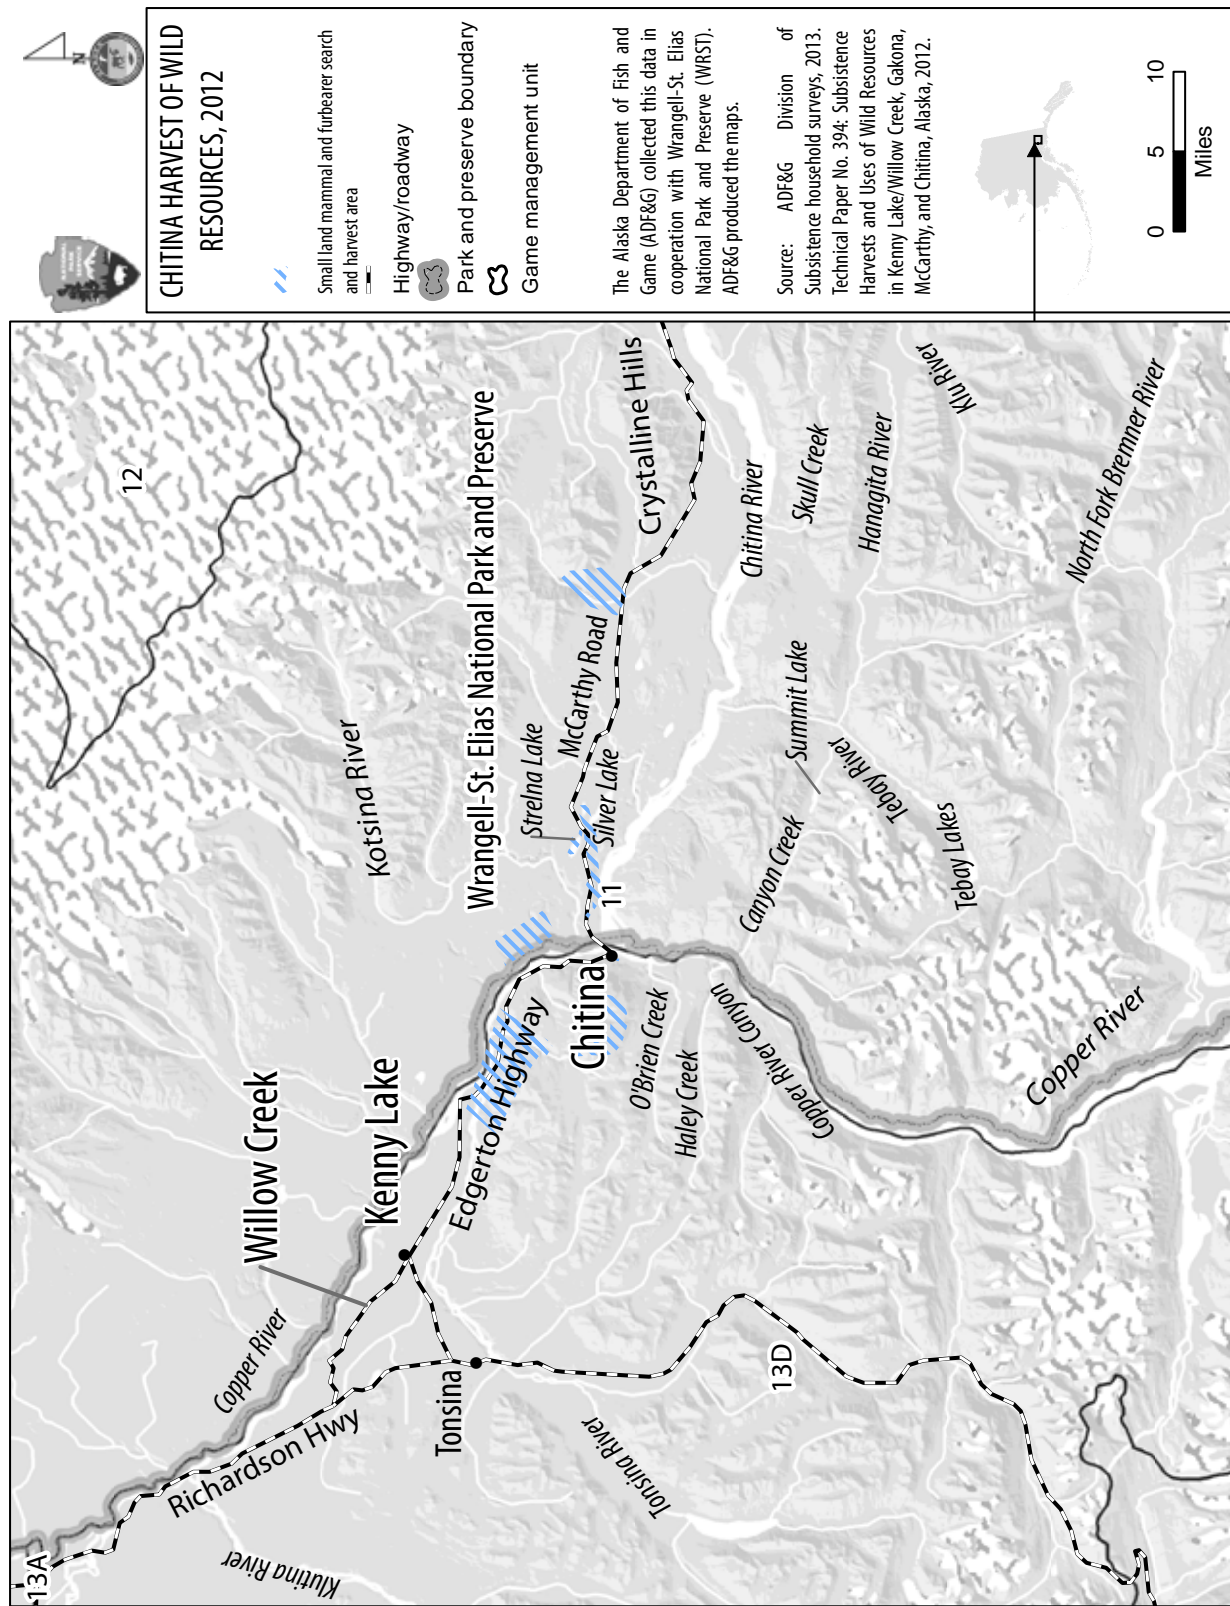 CHITINA HARVEST OF WILD
RESOURCES, 2012
Small land mammal and furbearer search
and harvest area
Highway/roadway
Park and preserve boundary
Game management unit
The Alaska Department of Fish and
Game (ADF&G) collected this data in
cooperation with Wrangell-St. Elias
National Park and Preserve (WRST).
ADF&G produced the maps.
Source: ADF&G Division of
Subsistence household surveys, 2013.
Technical Paper No. 394: Subsistence
Harvests and Uses of Wild Resources
in Kenny Lake/Willow Creek, Gakona,
McCarthy, and Chitina, Alaska, 2012.
0 5 10
Miles
N
NATIONAL
PARK
SERVICE
13A
Klutina River
Richardson Hwy
Copper River
Willow Creek
Kenny Lake
Tonsina
Tonsina River
13D
Edgerton Highway
Chitina
O'Brien Creek
Haley Creek
Copper River Canyon
Copper River
Kotsina River
12
Wrangell-St. Elias National Park and Preserve
Strelna Lake
McCarthy Road
Silver Lake
11
Crystalline Hills
Chitina River
Skull Creek
Hanagita River
Klu River
North Fork Bremner River
Summit Lake
Canyon Creek
Tebay River
Tebay Lakes